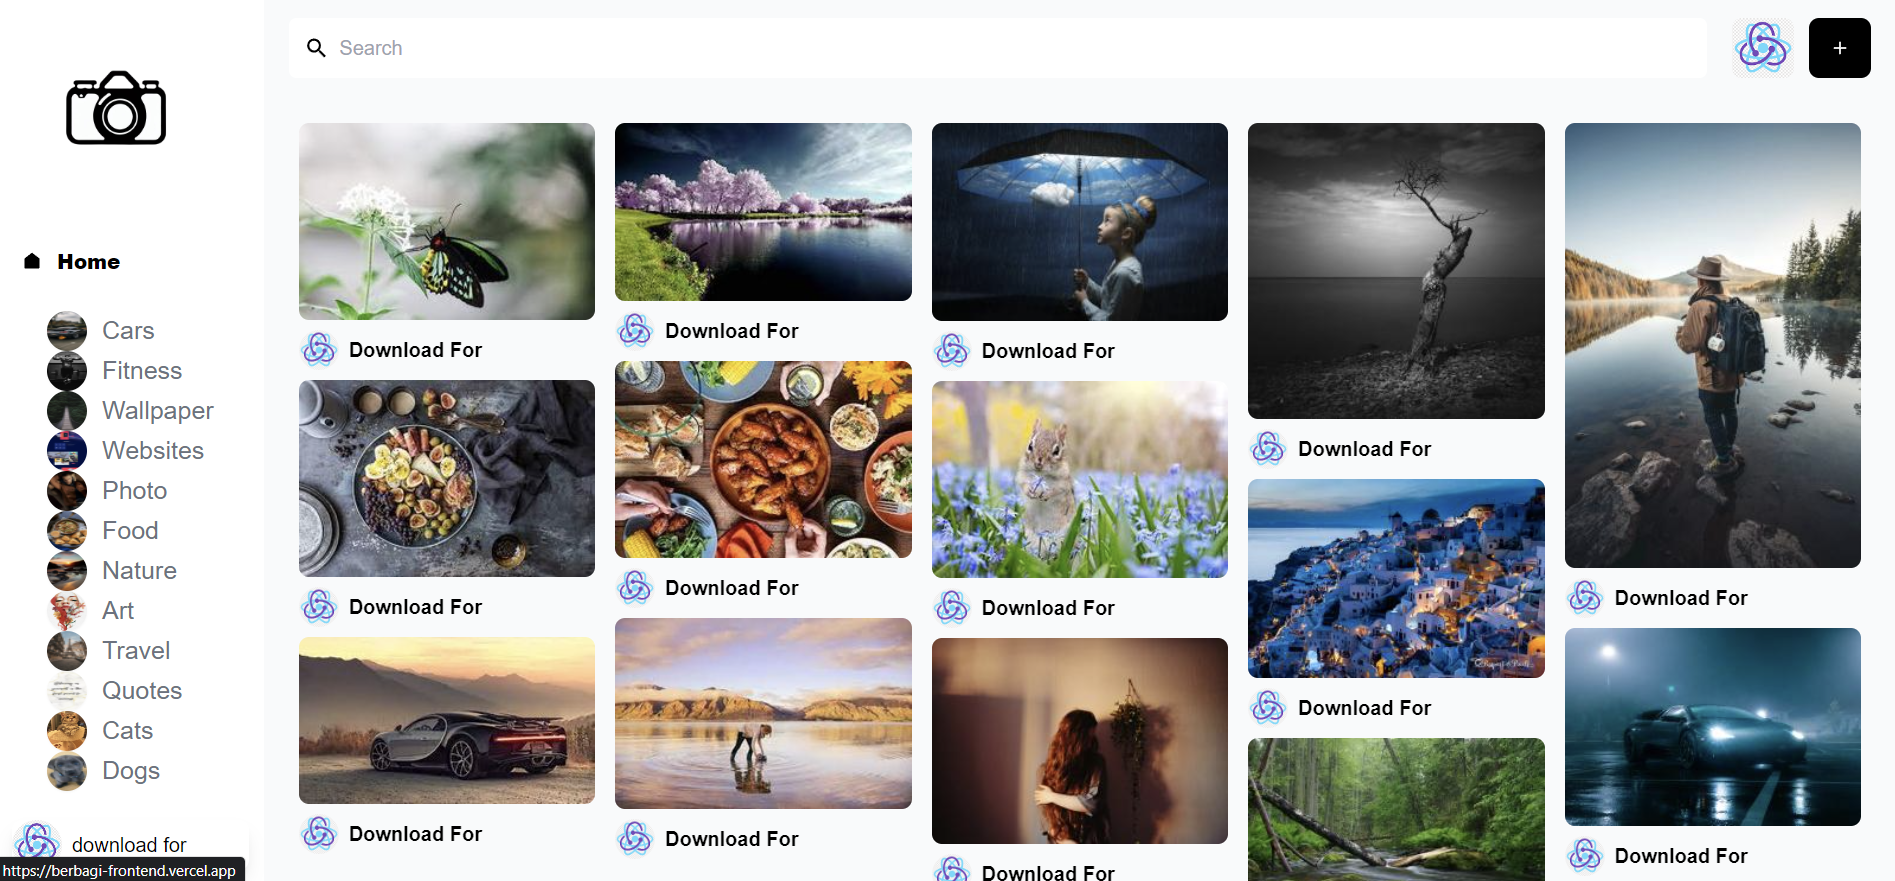 Search
+
Home
Cars
Fitness
Wallpaper
Websites
Photo
Food
Nature
Art
Travel
Quotes
Cats
Dogs
download for
https://berbagi-frontend.vercel.app
Download For
Download For
Download For
Download For
Download For
Download For
Download For
Download For
Download For
Download For
Download For
Download For
Download For